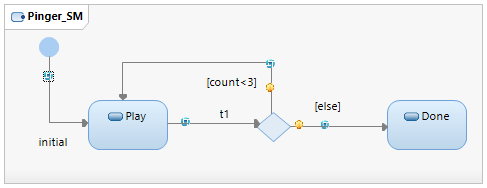 Pinger_SM
[count<3]
[else]
Play
t1
Done
initial